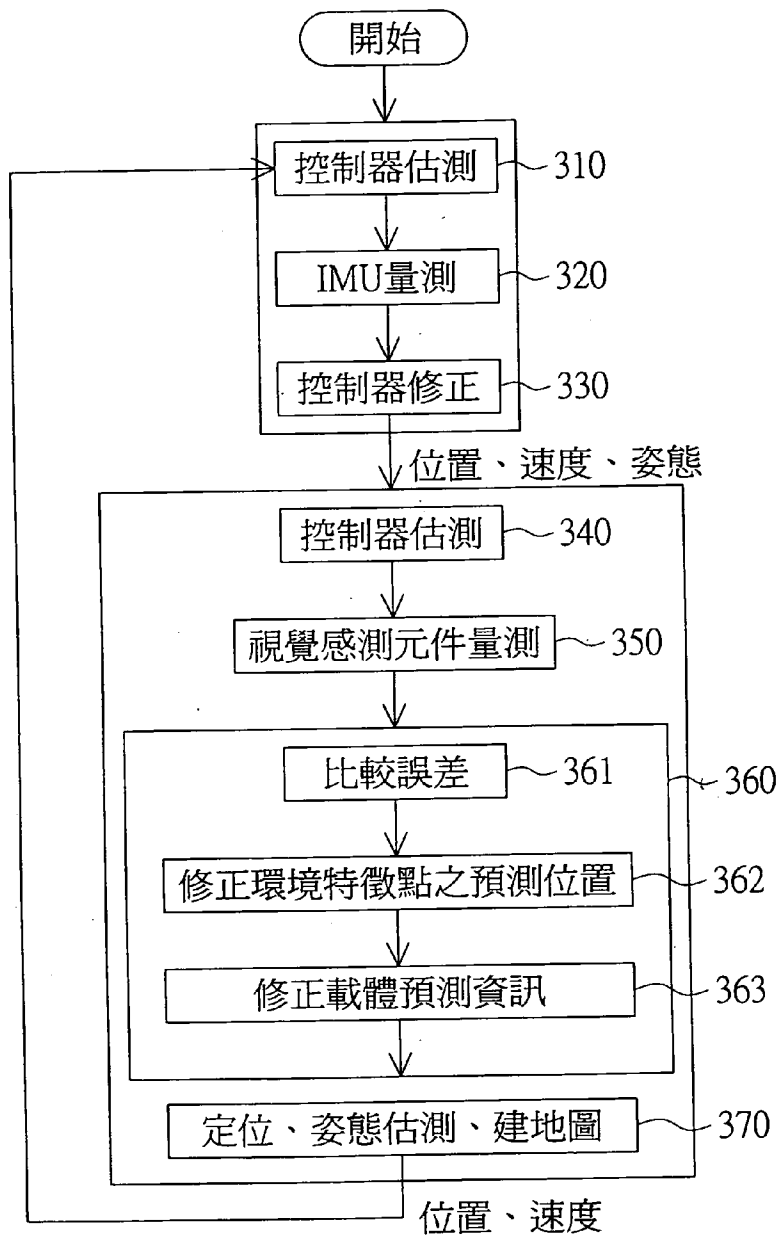 開始
控制器估測
310
IMU量測
320
控制器修正
330
位置、速度、姿態
控制器估測
340
視覺感測元件量測
350
比較誤差
361
360
修正環境特徵點之預測位置
362
修正載體預測資訊
363
定位、姿態估測、建地圖
370
位置、速度